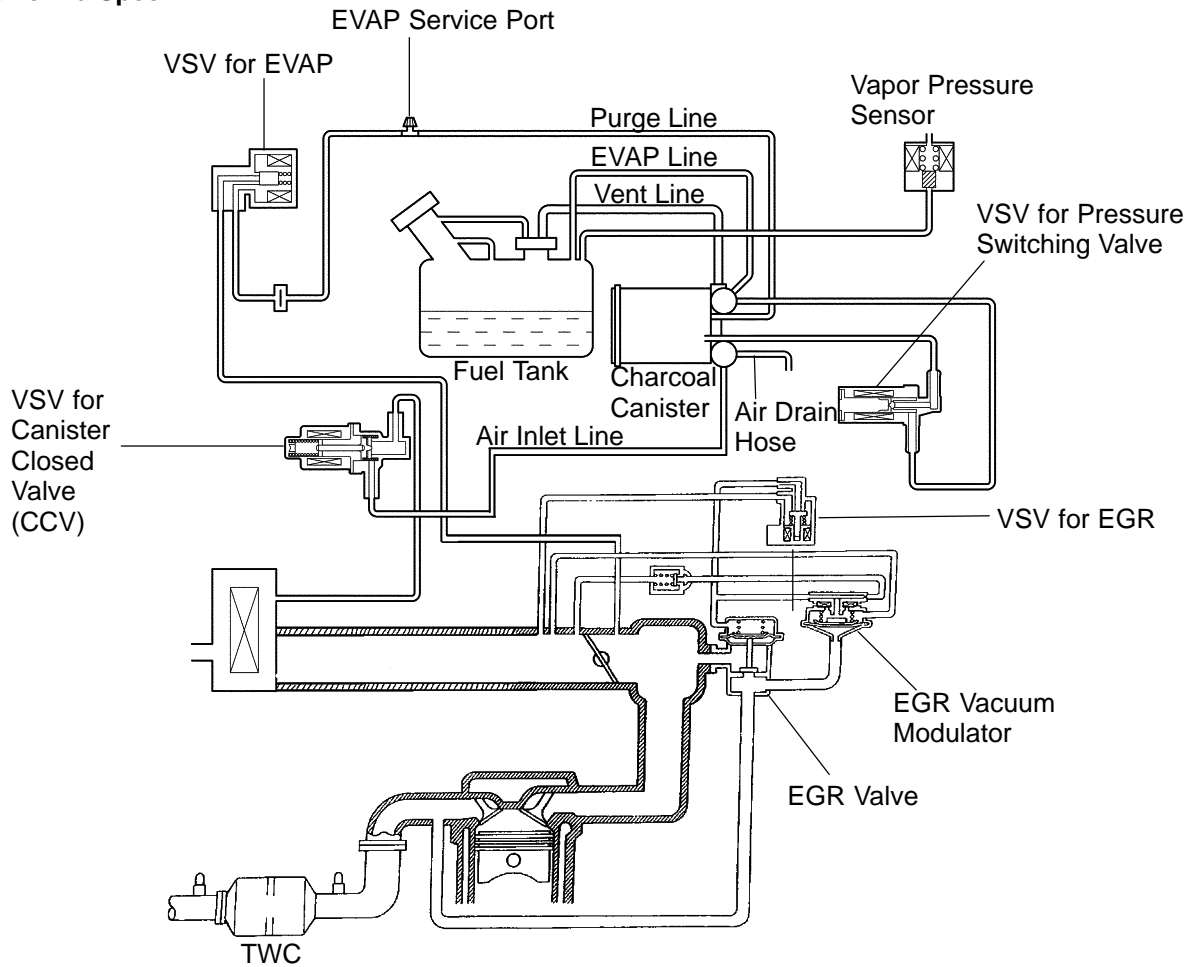 EVAP Service Port
VSV for EVAP
Vapor Pressure
Sensor
Purge Line
EVAP Line
Vent Line
VSV for Pressure
Switching Valve
Fuel Tank
Charcoal
Canister
Air Drain
Hose
VSV for
Canister
Closed
Valve
(CCV)
Air Inlet Line
VSV for EGR
EGR Vacuum
Modulator
EGR Valve
TWC